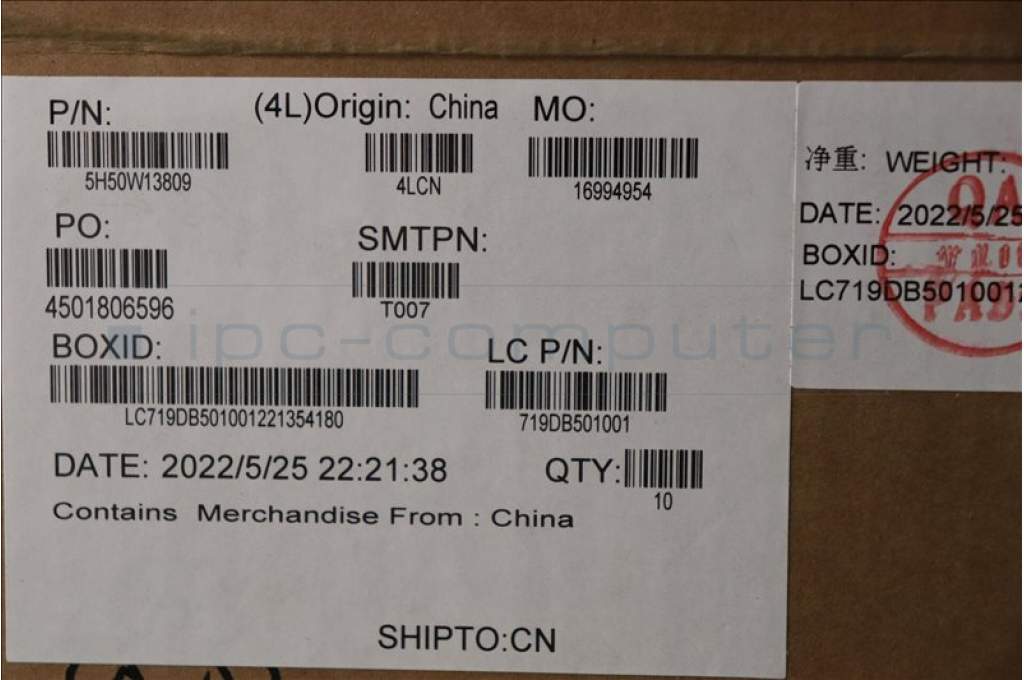 P/N:
5H50W13809
(4L)Origin: China
4LCN
MO:
16994954
PO:
4501806596
SMTPN:
T007
BOXID:
LC719DB501001221354180
LC P/N:
719DB501001
DATE: 2022/5/25 22:21:38
QTY:
10
Contains Merchandise From : China
SHIPTO:CN
净重: WEIGHT:
DATE: 2022/5/25
BOXID:
LC719DB501001
QA
ipc-computer